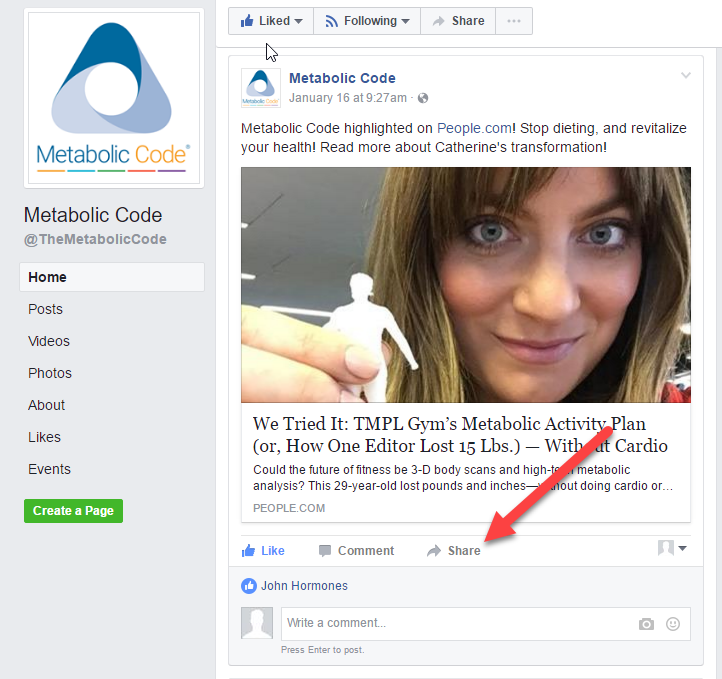 Metabolic Code®
Metabolic Code
@TheMetabolicCode
Home
Posts
Videos
Photos
About
Likes
Events
Create a Page
Liked
Following
Share
Metabolic Code
Metabolic Code
January 16 at 9:27am ·
Metabolic Code highlighted on People.com! Stop dieting, and revitalize
your health! Read more about Catherine's transformation!
We Tried It: TMPL Gym's Metabolic Activity Plan
(or, How One Editor Lost 15 Lbs.) — Without Cardio
Could the future of fitness be 3-D body scans and high-tech metabolic
analysis? This 29-year-old lost pounds and inches—without doing cardio or...
PEOPLE.COM
Like
Comment
Share
John Hormones
Write a comment...
Press Enter to post.